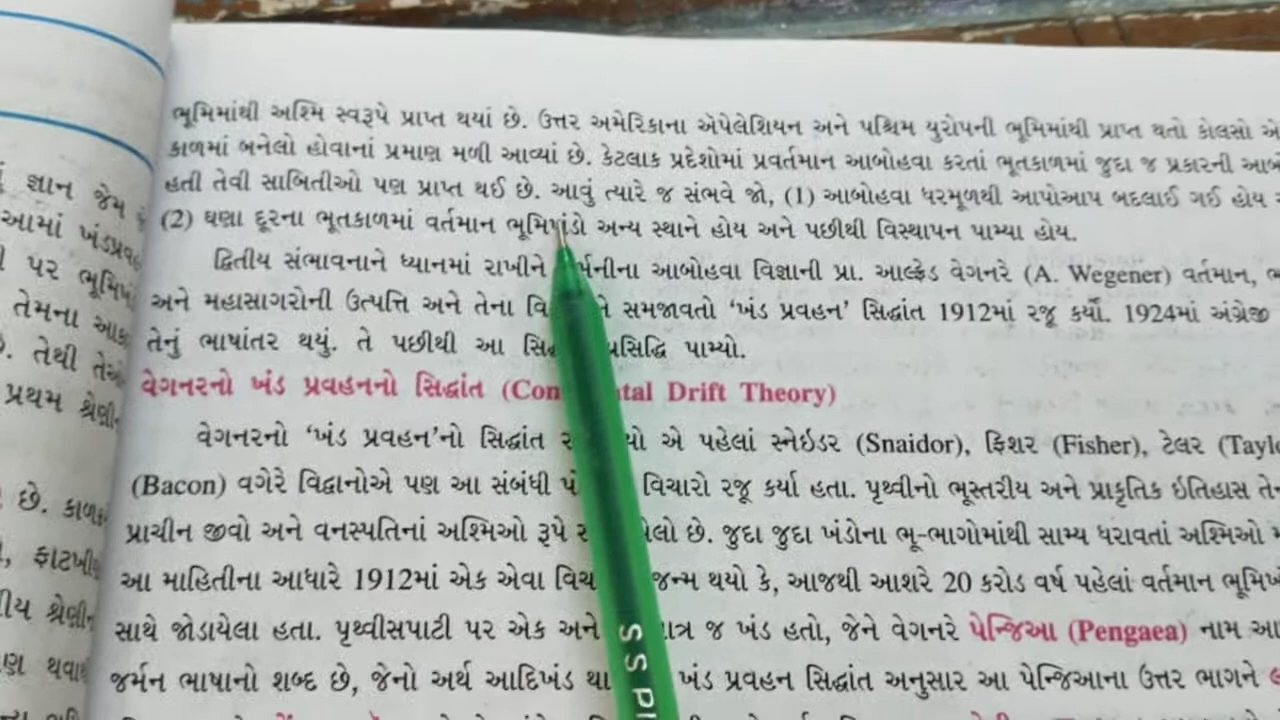 ભૂમિમાંથી અશ્મિ સ્વરૂપે પ્રાપ્ત થયાં છે. ઉત્તર અમેરિકાના ઍપેલેશિયન અને પશ્ચિમ યુરોપની ભૂમિમાંથી પ્રાપ્ત થતો કોલસો
કાળમાં બનેલો હોવાનાં પ્રમાણ મળી આવ્યાં છે. કેટલાક પ્રદેશોમાં પ્રવર્તમાન આબોહવા કરતાં ભૂતકાળમાં જુદા જ પ્રકારની
હતી તેવી સાબિતીઓ પણ પ્રાપ્ત થઈ છે. આવું ત્યારે જ સંભવે જો, (1) આબોહવા ધરમૂળથી આપોઆપ બદલાઈ ગઈ હોય
(2) ઘણા દૂરના ભૂતકાળમાં વર્તમાન ભૂમિખંડો અન્ય સ્થાને હોય અને પછીથી વિસ્થાપન પામ્યા હોય.
દ્વિતીય સંભાવનાને ધ્યાનમાં રાખીને આબોહવા વિજ્ઞાની પ્રા. આલ્ફ્રેડ વેગનરે (A. Wegener) વર્તમાન,
અને મહાસાગરોની ઉત્પત્તિ અને તેના સમજાવતો ‘ખંડ પ્રવહન’ સિદ્ધાંત 1912માં રજૂ કર્યો. 1924માં અંગ્રેજી
તેનું ભાષાંતર થયું. તે પછીથી આ પ્રસિદ્ધિ પામ્યો.
વેગનરનો ખંડ પ્રવહનનો સિદ્ધાંત Drift Theory)
વેગનરનો ‘ખંડ પ્રવહન’નો સિદ્ધાંત એ પહેલાં સ્નેઇડર (Snaidor), ફિશર (Fisher), ટેલર
(Bacon) વગેરે વિદ્વાનોએ પણ આ સંબંધી વિચારો રજૂ કર્યા હતા. પૃથ્વીનો ભૂસ્તરીય અને પ્રાકૃતિક ઇતિહાસ
પ્રાચીન જીવો અને વનસ્પતિનાં અશ્મિઓ રૂપે છે. જુદા જુદા ખંડોના ભૂ-ભાગોમાંથી સામ્ય ધરાવતાં અશ્મિઓ
આ માહિતીના આધારે 1912માં એક એવા જન્મ થયો કે, આજથી આશરે 20 કરોડ વર્ષ પહેલાં વર્તમાન
સાથે જોડાયેલા હતા. પૃથ્વીસપાટી પર એક અને જ ખંડ હતો, જેને વેગનરે પેન્જિઆ (Pengaea) નામ
જર્મન ભાષાનો શબ્દ છે, જેનો અર્થ આદિખંડ ખંડ પ્રવહન સિદ્ધાંત અનુસાર આ પેન્જિઆના ઉત્તર ભાગને